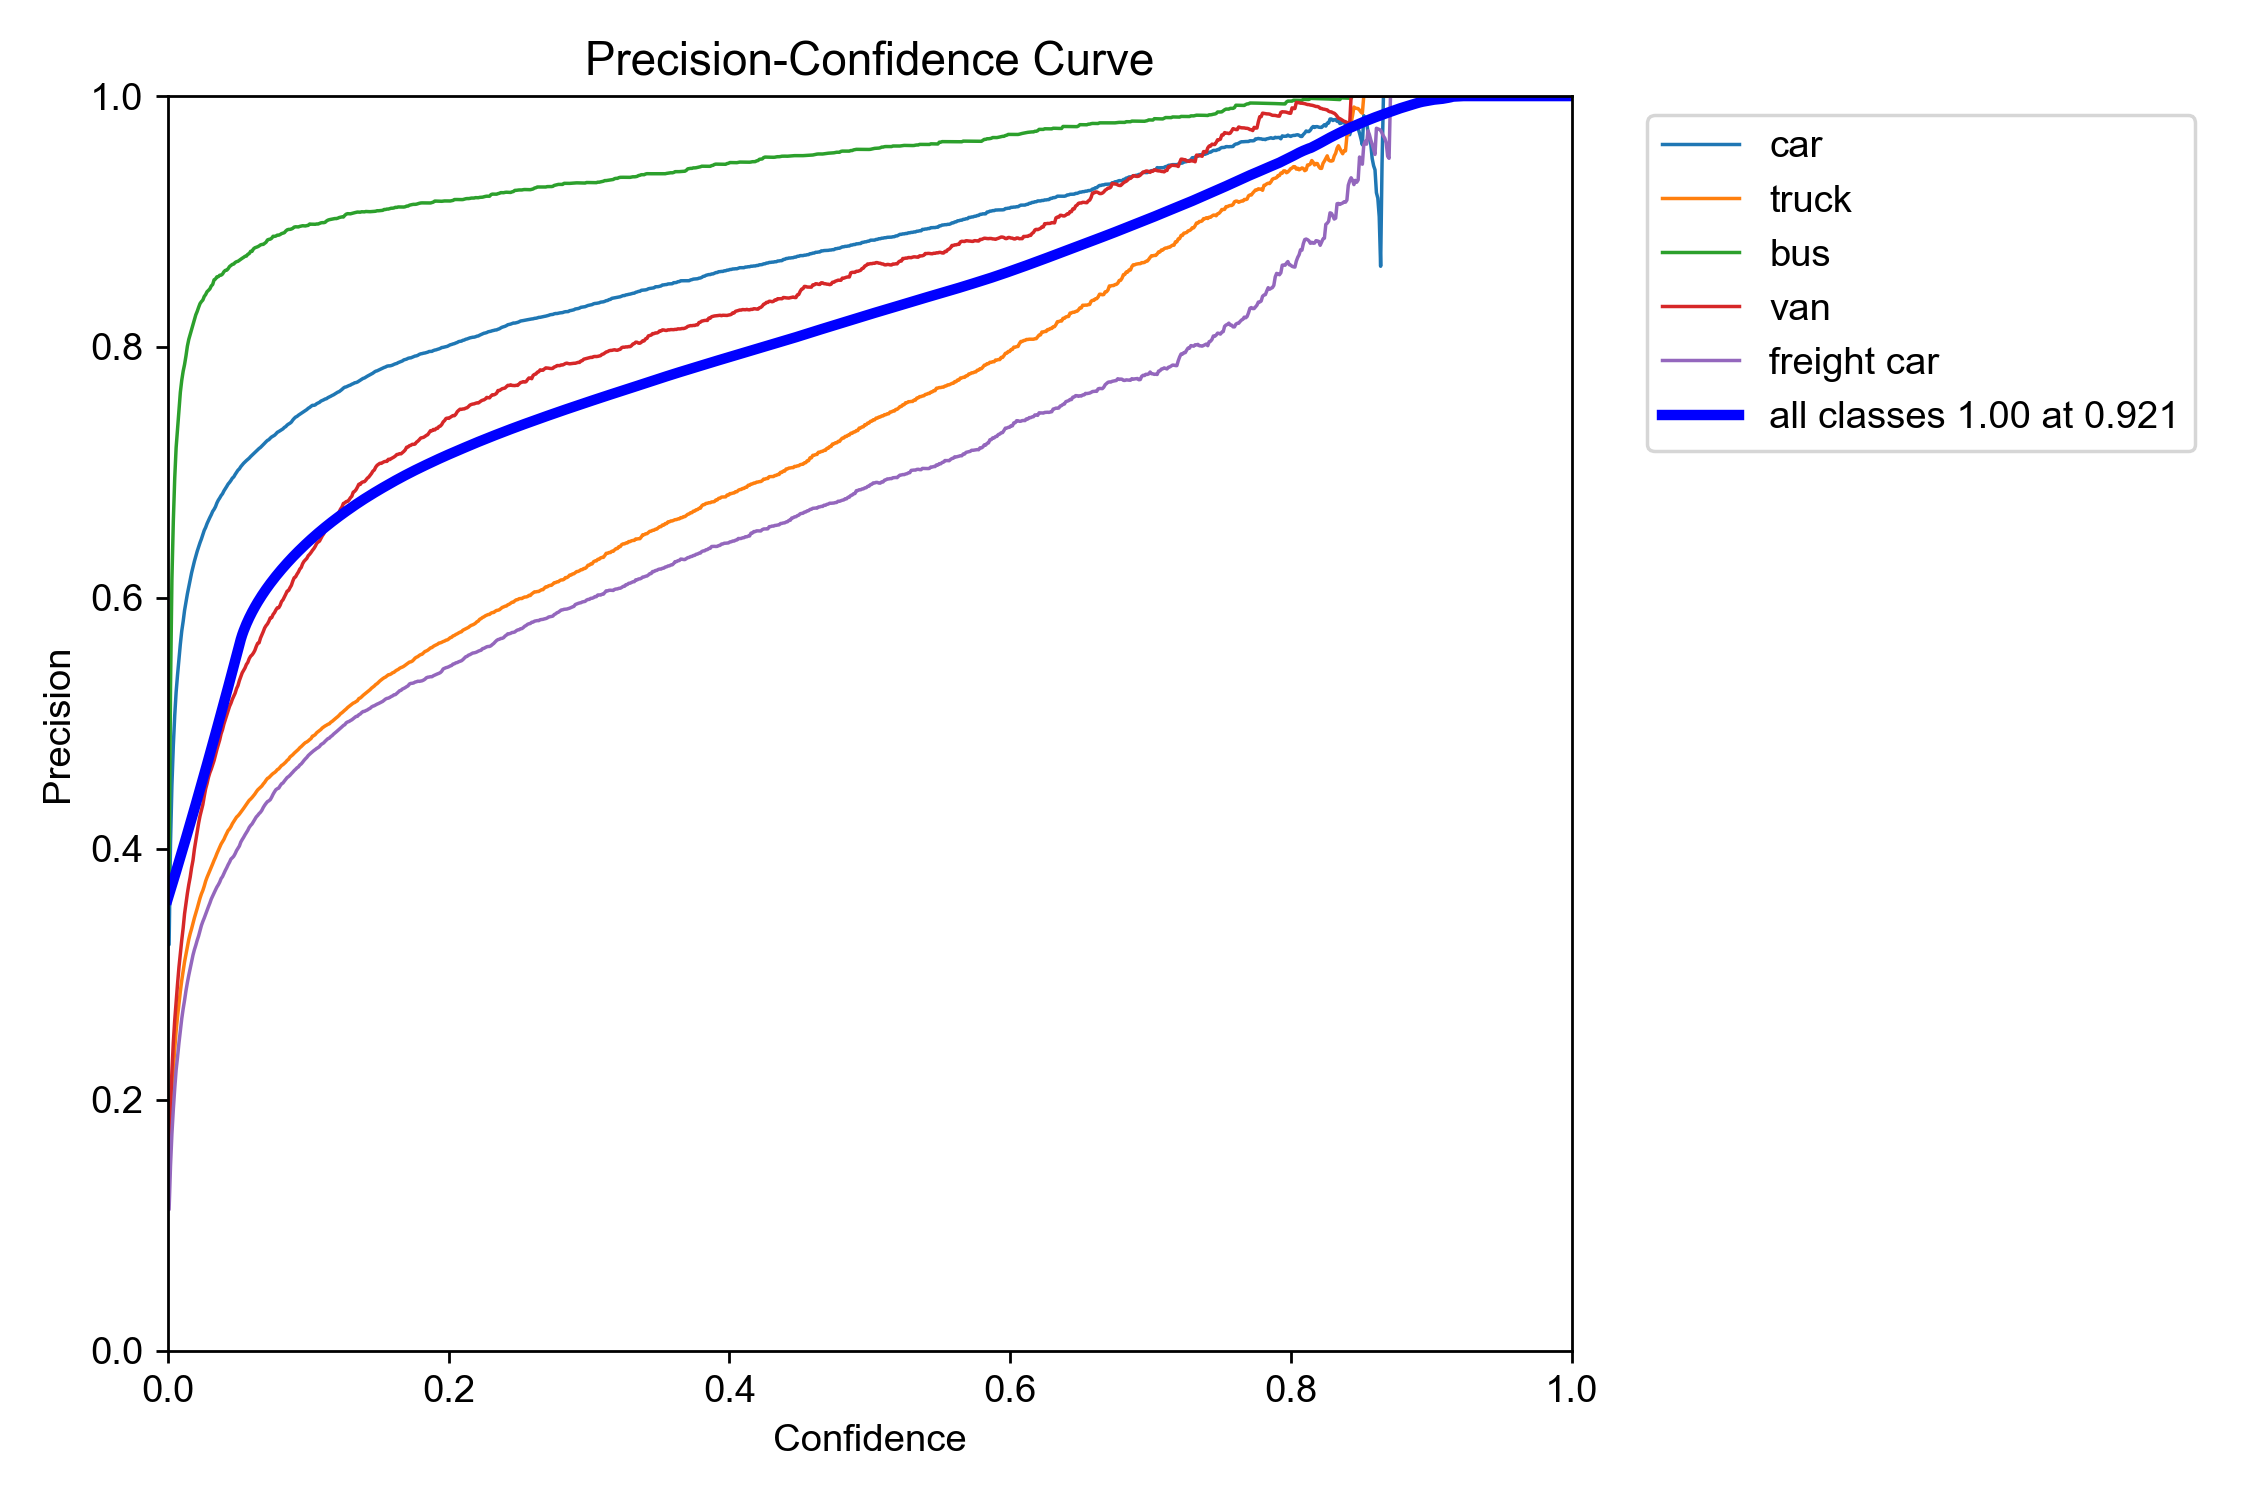 Precision-Confidence Curve
1.0
0.8
0.6
0.4
0.2
0.0
Precision
0.0 0.2 0.4 0.6 0.8 1.0
Confidence
car
truck
bus
van
freight car
all classes 1.00 at 0.921